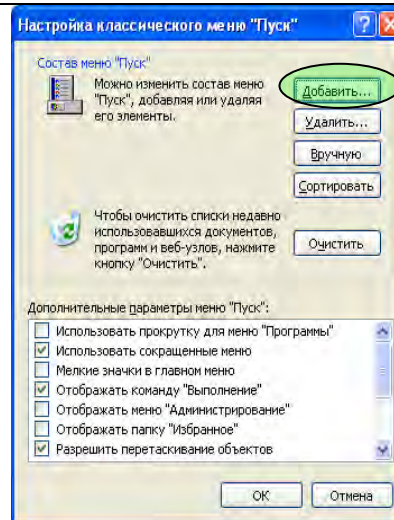 Настройка классического меню "Пуск"
Состав меню "Пуск"
Можно изменить состав меню
"Пуск", добавляя или удаляя
его элементы.
Добавить...
Удалить...
Вручную
Сортировать
Чтобы очистить списки недавно
использовавшихся документов,
программ и веб-узлов, нажмите
кнопку "Очистить".
Очистить
Дополнительные параметры меню "Пуск":
Использовать прокрутку для меню "Программы"
Использовать сокращенные меню
Мелкие значки в главном меню
Отображать команду "Выполнение"
Отображать меню "Администрирование"
Отображать папку "Избранное"
Разрешить перетаскивание объектов
ОК
Отмена